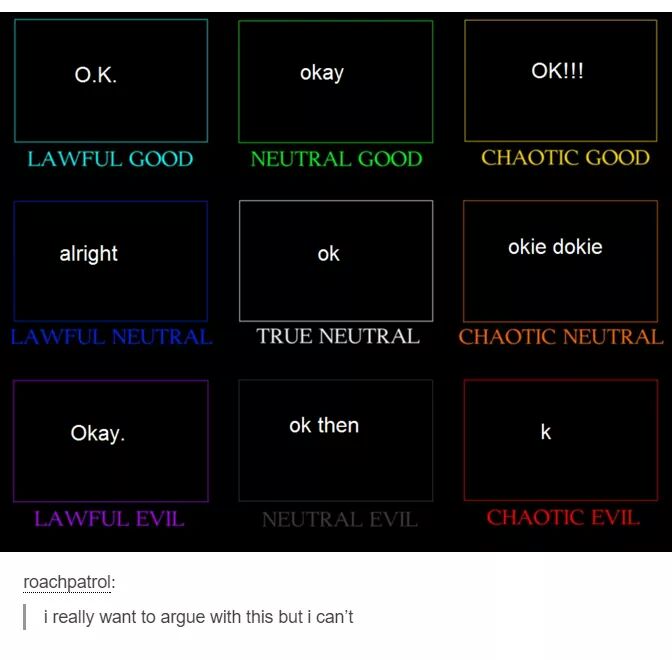 O.K.
okay
OK!!!
LAWFUL GOOD
NEUTRAL GOOD
CHAOTIC GOOD
alright
ok
okie dokie
LAWFUL NEUTRAL
TRUE NEUTRAL
CHAOTIC NEUTRAL
Okay.
ok then
k
LAWFUL EVIL
NEUTRAL EVIL
CHAOTIC EVIL
roachpatrol:
i really want to argue with this but i can’t